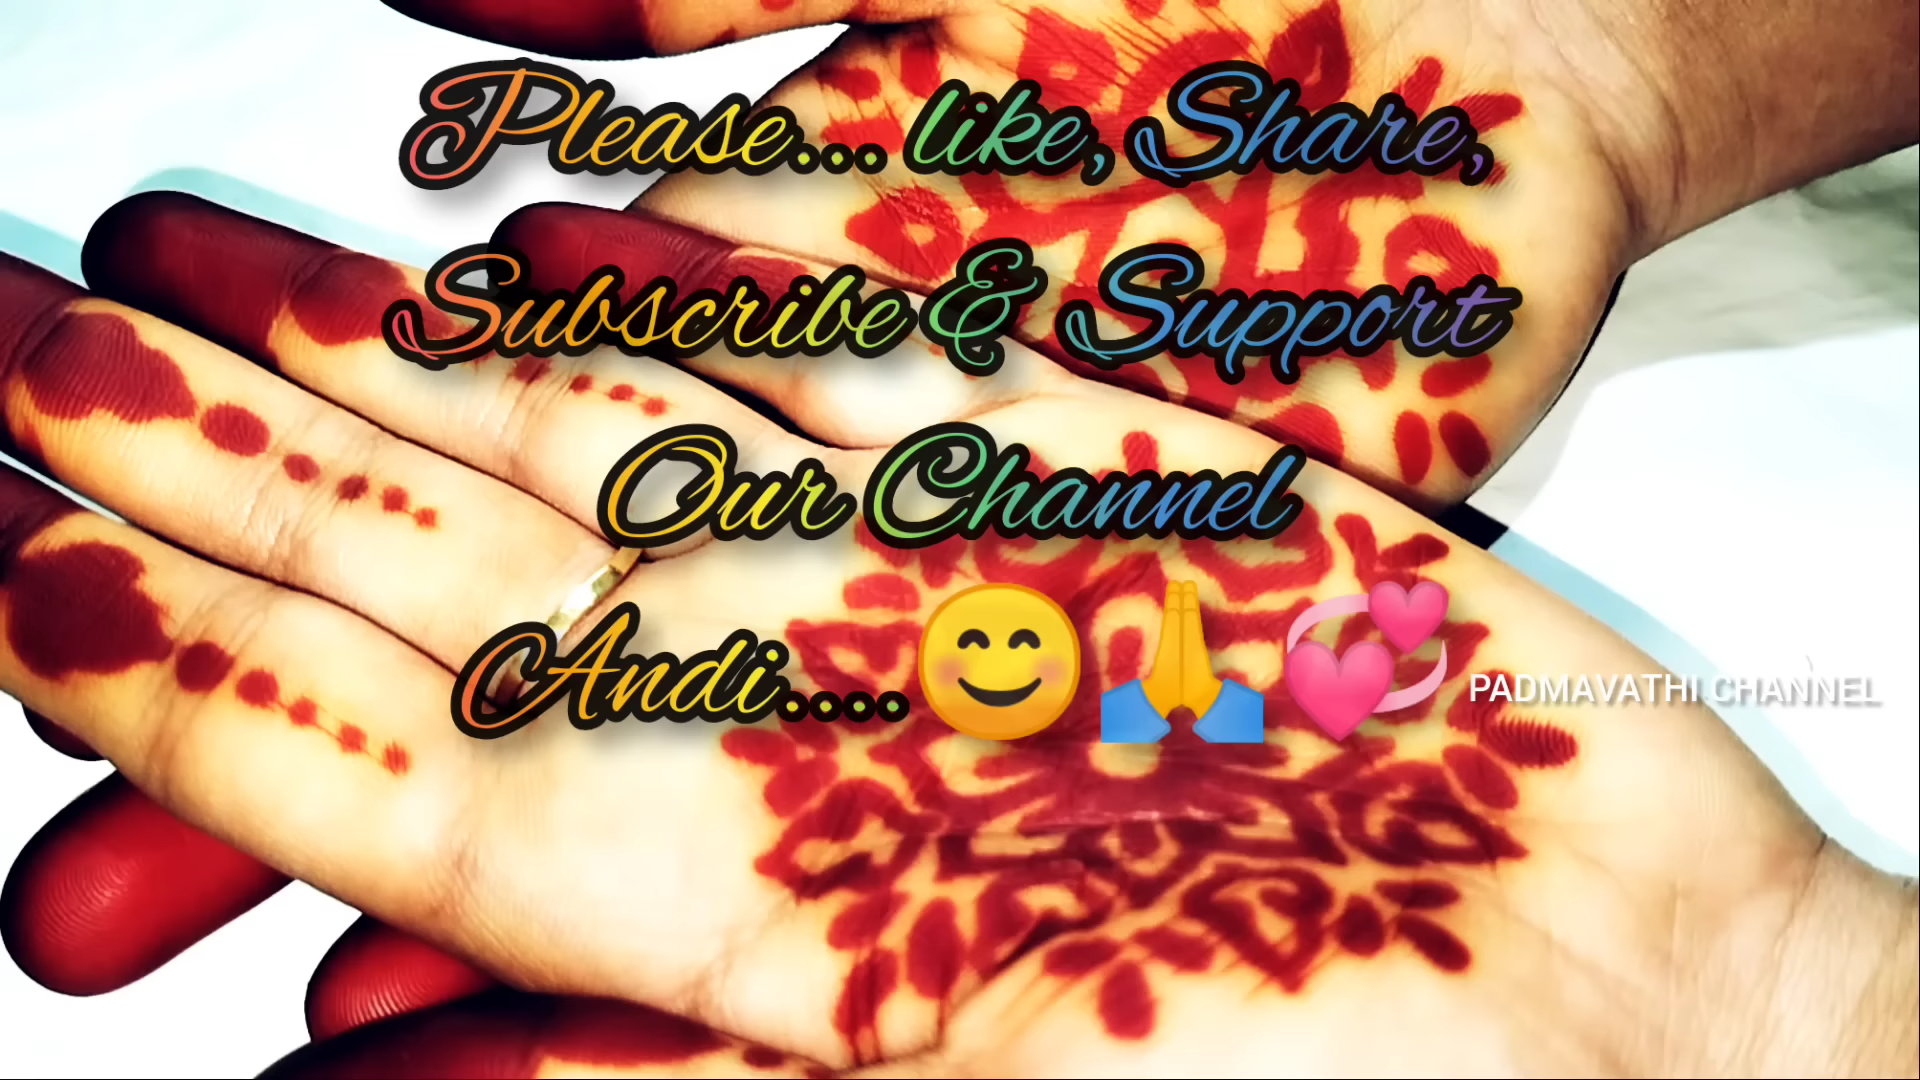 Please... like, Share,
Subscribe & Support
Our Channel
Andi....😊🙏💞
PADMAVATHI CHANNEL